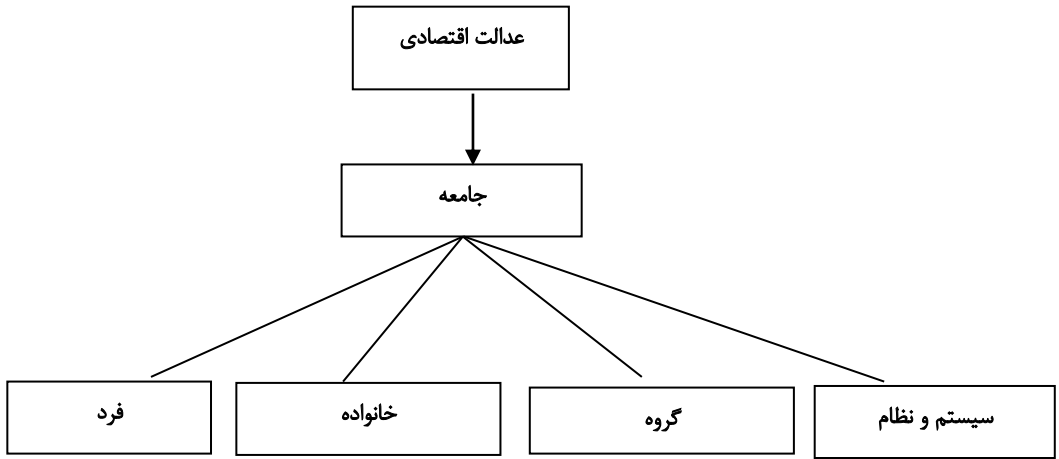 عدالت اقتصادی
جامعه
سیستم و نظام
گروه
خانواده
فرد